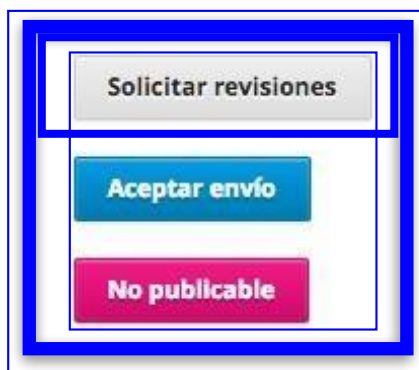 Solicitar revisiones
Aceptar envío
No publicable